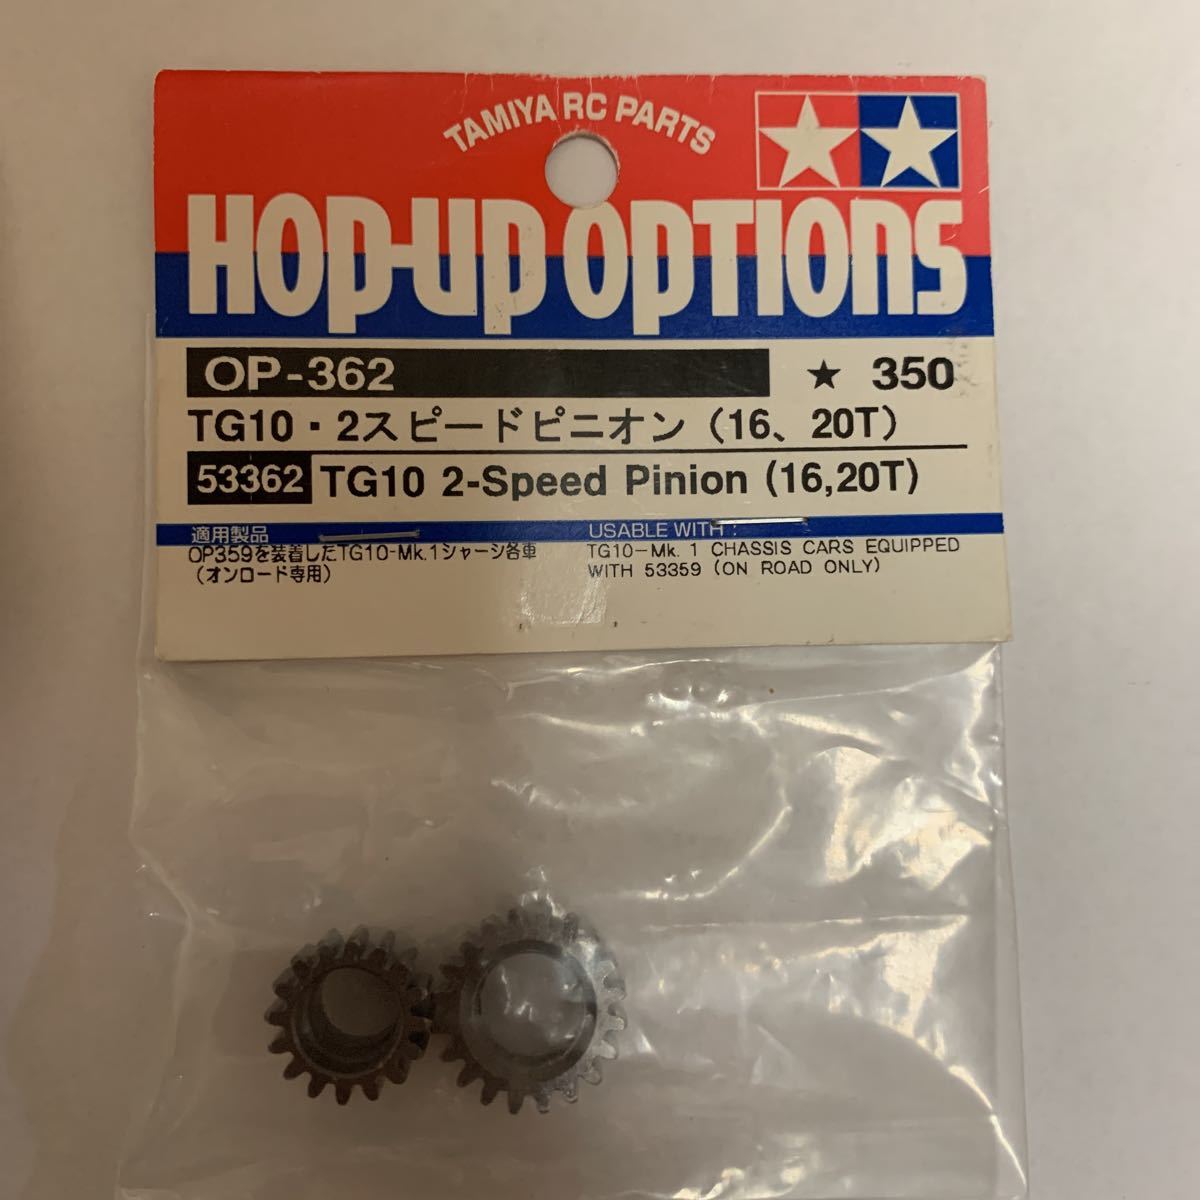 TAMIYA RC PARTS
HOP-UP OPTIONS
OP-362 ★ 350
TG10・2スピードピニオン（16、20T）
53362 TG10 2-Speed Pinion (16,20T)
適用製品
OP359を装着したTG10-Mk.1シャーシ各車
（オンロード専用）
USABLE WITH :
TG10-Mk. 1 CHASSIS CARS EQUIPPED
WITH 53359 (ON ROAD ONLY)